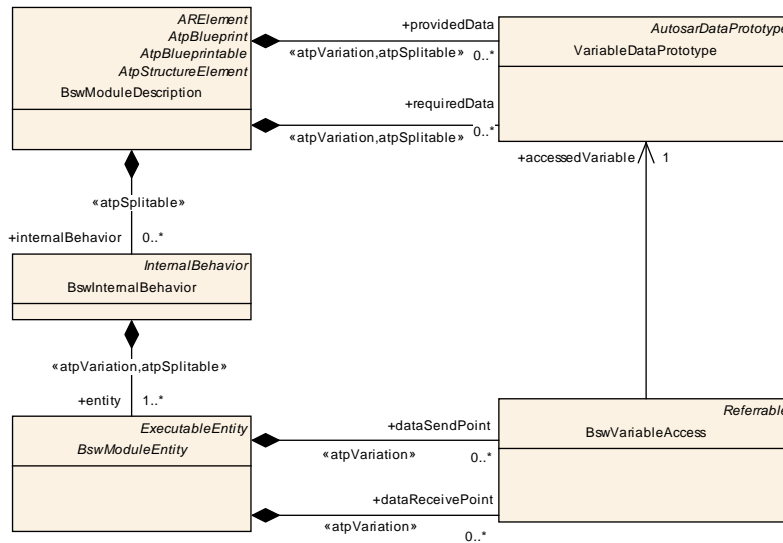 ARElement
AtpBlueprint
AtpBlueprintable
AtpStructureElement
BswModuleDescription
+providedData
«atpVariation,atpSplitable»
0..*
+requiredData
«atpVariation,atpSplitable»
0..*
AutosarDataPrototype
VariableDataPrototype
+accessedVariable
1
«atpSplitable»
+internalBehavior
0..*
InternalBehavior
BswInternalBehavior
«atpVariation,atpSplitable»
+entity
1..*
ExecutableEntity
BswModuleEntity
+dataSendPoint
«atpVariation»
0..*
+dataReceivePoint
«atpVariation»
0..*
Referrable
BswVariableAccess